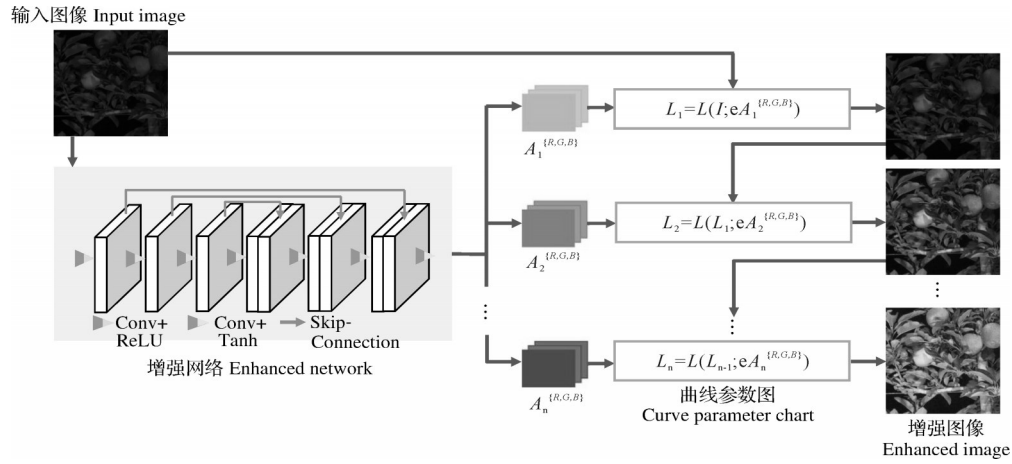 输入图像 Input image
L₁=L(I;eA₁{R,G,B})
A₁{R,G,B}
L₂=L(L₁;eA₂{R,G,B})
A₂{R,G,B}
Conv+
ReLU
Conv+
Tanh
Skip-
Connection
增强网络 Enhanced network
Lₙ=L(Lₙ₋₁;eAₙ{R,G,B})
Aₙ{R,G,B}
曲线参数图
Curve parameter chart
增强图像
Enhanced image